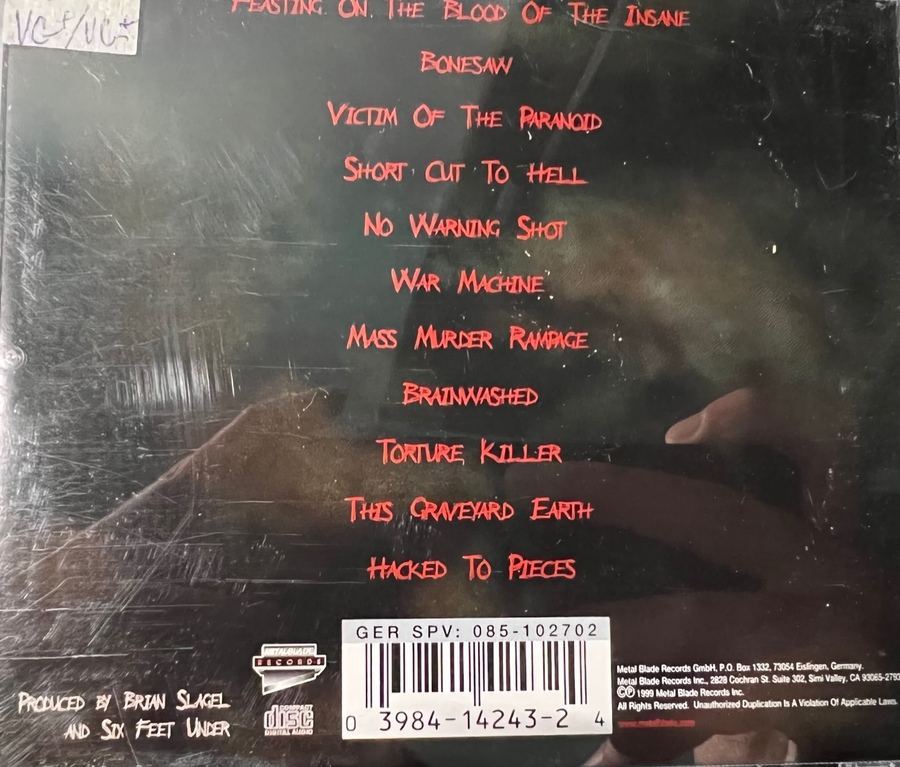 VG+/VG+
Feasting On The Blood Of The Insane
Bonesaw
Victim Of The Paranoid
Short Cut To Hell
No Warning Shot
War Machine
Mass Murder Rampage
Brainwashed
Torture Killer
This Graveyard Earth
Hacked To Pieces
GER SPV: 085-102702
0 3984-14243-2 4
METAL BLADE
RECORDS
COMPACT
disc
DIGITAL AUDIO
Produced by Brian Slagel
and Six Feet Under
Metal Blade Records GmbH, P.O. Box 1332, 73054 Eislingen, Germany.
Metal Blade Records Inc., 2828 Cochran St. Suite 302, Simi Valley, CA 93065-2793
©℗ 1999 Metal Blade Records Inc.
All Rights Reserved. Unauthorized Duplication Is A Violation Of Applicable Laws.
www.metalblade.com